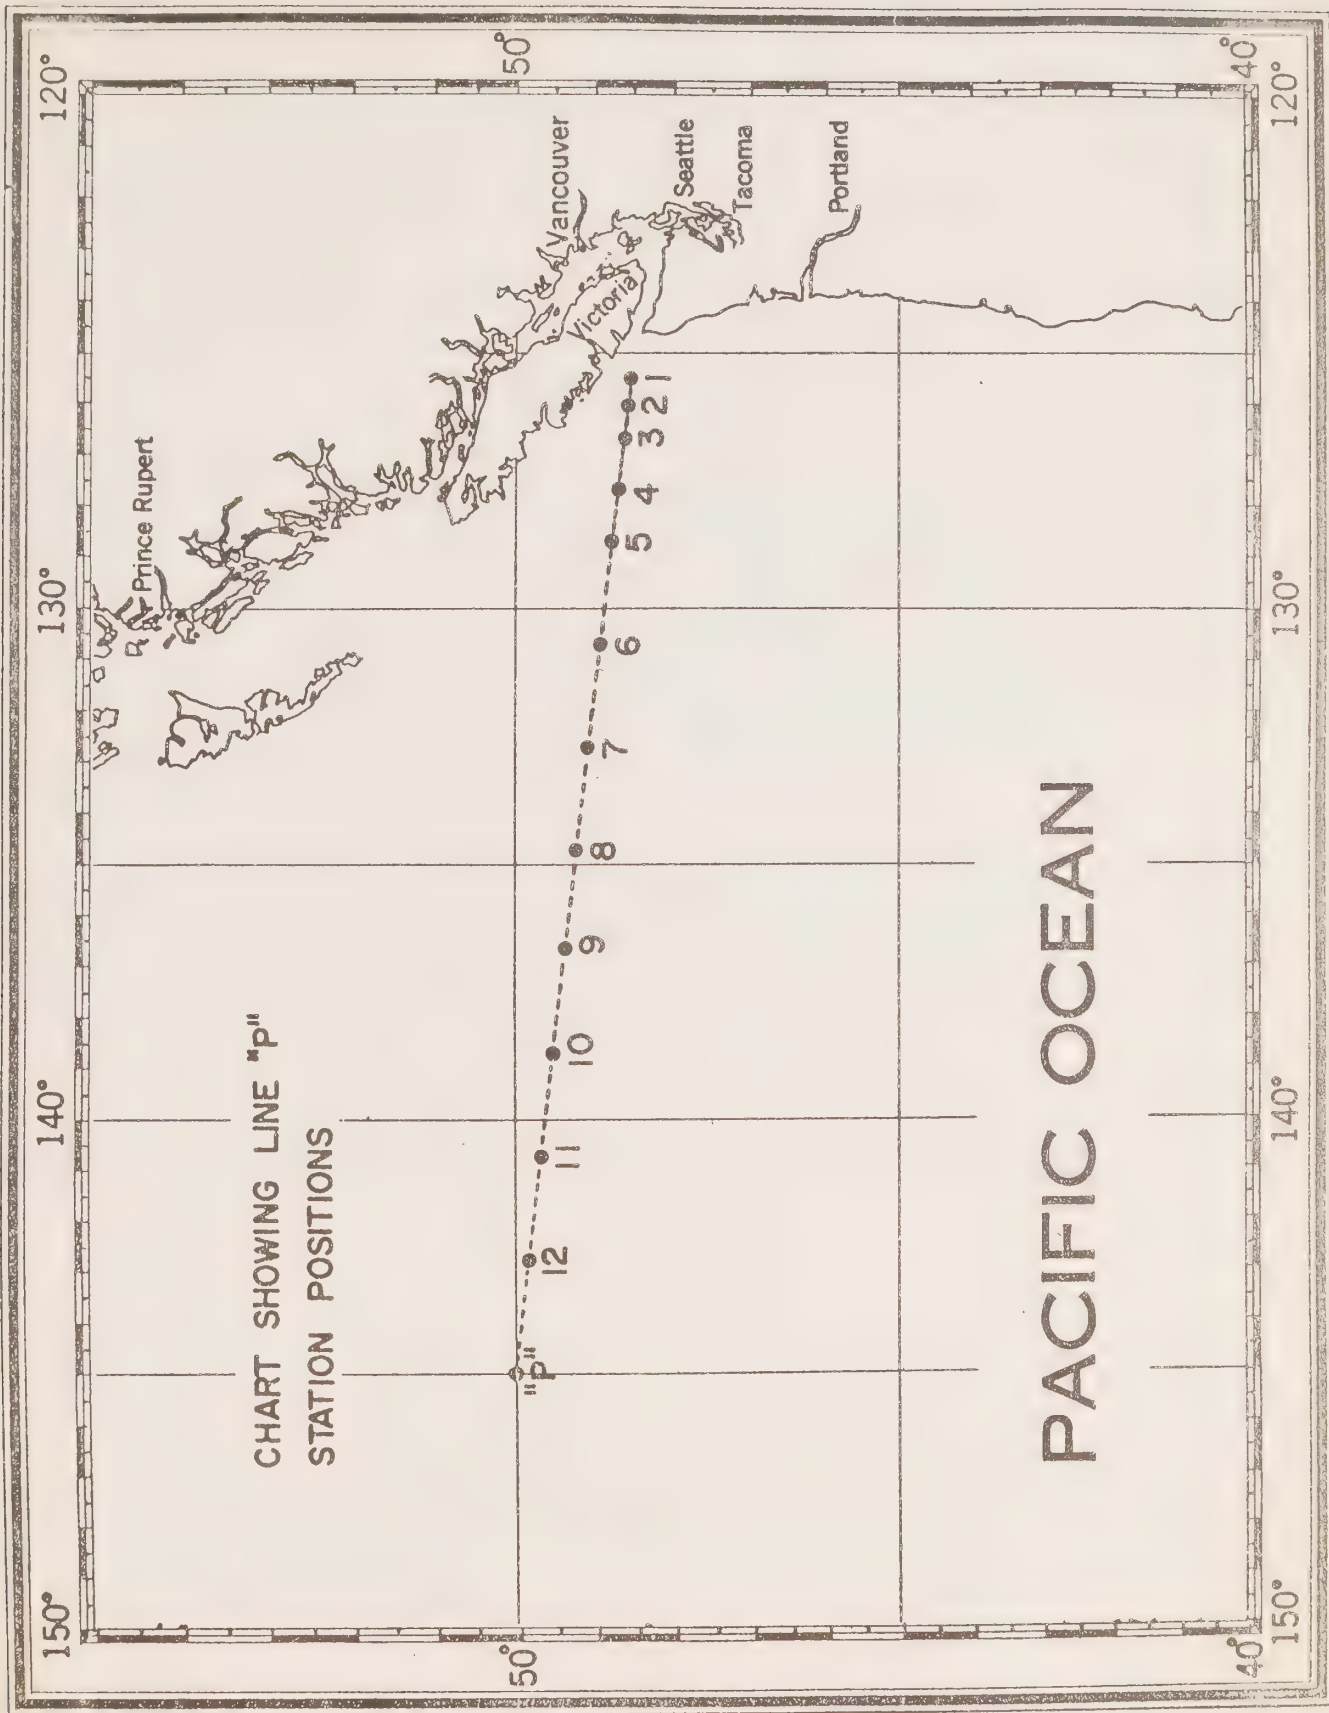 CHART SHOWING LINE "P"
STATION POSITIONS
150°
140°
130°
120°
50°
50°
40°
40°
150°
140°
130°
120°
Prince Rupert
Vancouver
Victoria
Seattle
Tacoma
Portland
"P"
12
11
10
9
8
7
6
5
4
3
2
1
PACIFIC OCEAN